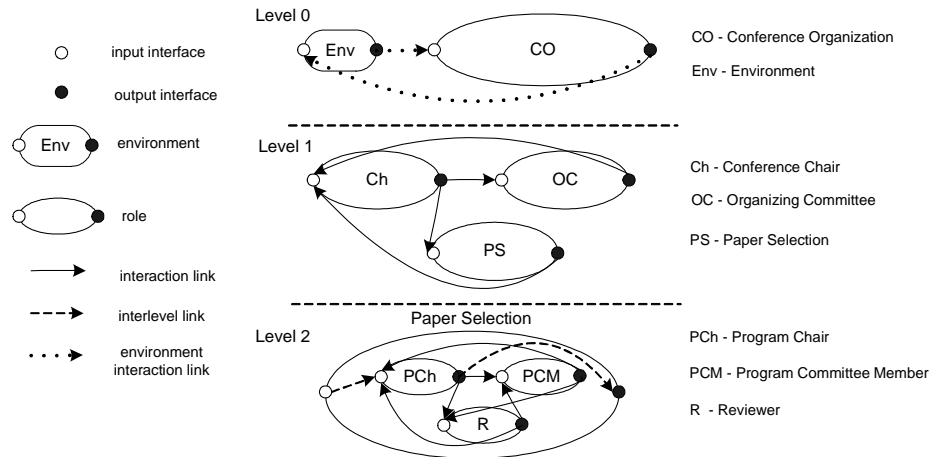 input interface
output interface
Env
environment
role
interaction link
interlevel link
environment
interaction link
Level 0
Env
CO
CO - Conference Organization
Env - Environment
Level 1
Ch
OC
PS
Ch - Conference Chair
OC - Organizing Committee
PS - Paper Selection
Paper Selection
Level 2
PCh
PCM
R
PCh - Program Chair
PCM - Program Committee Member
R - Reviewer